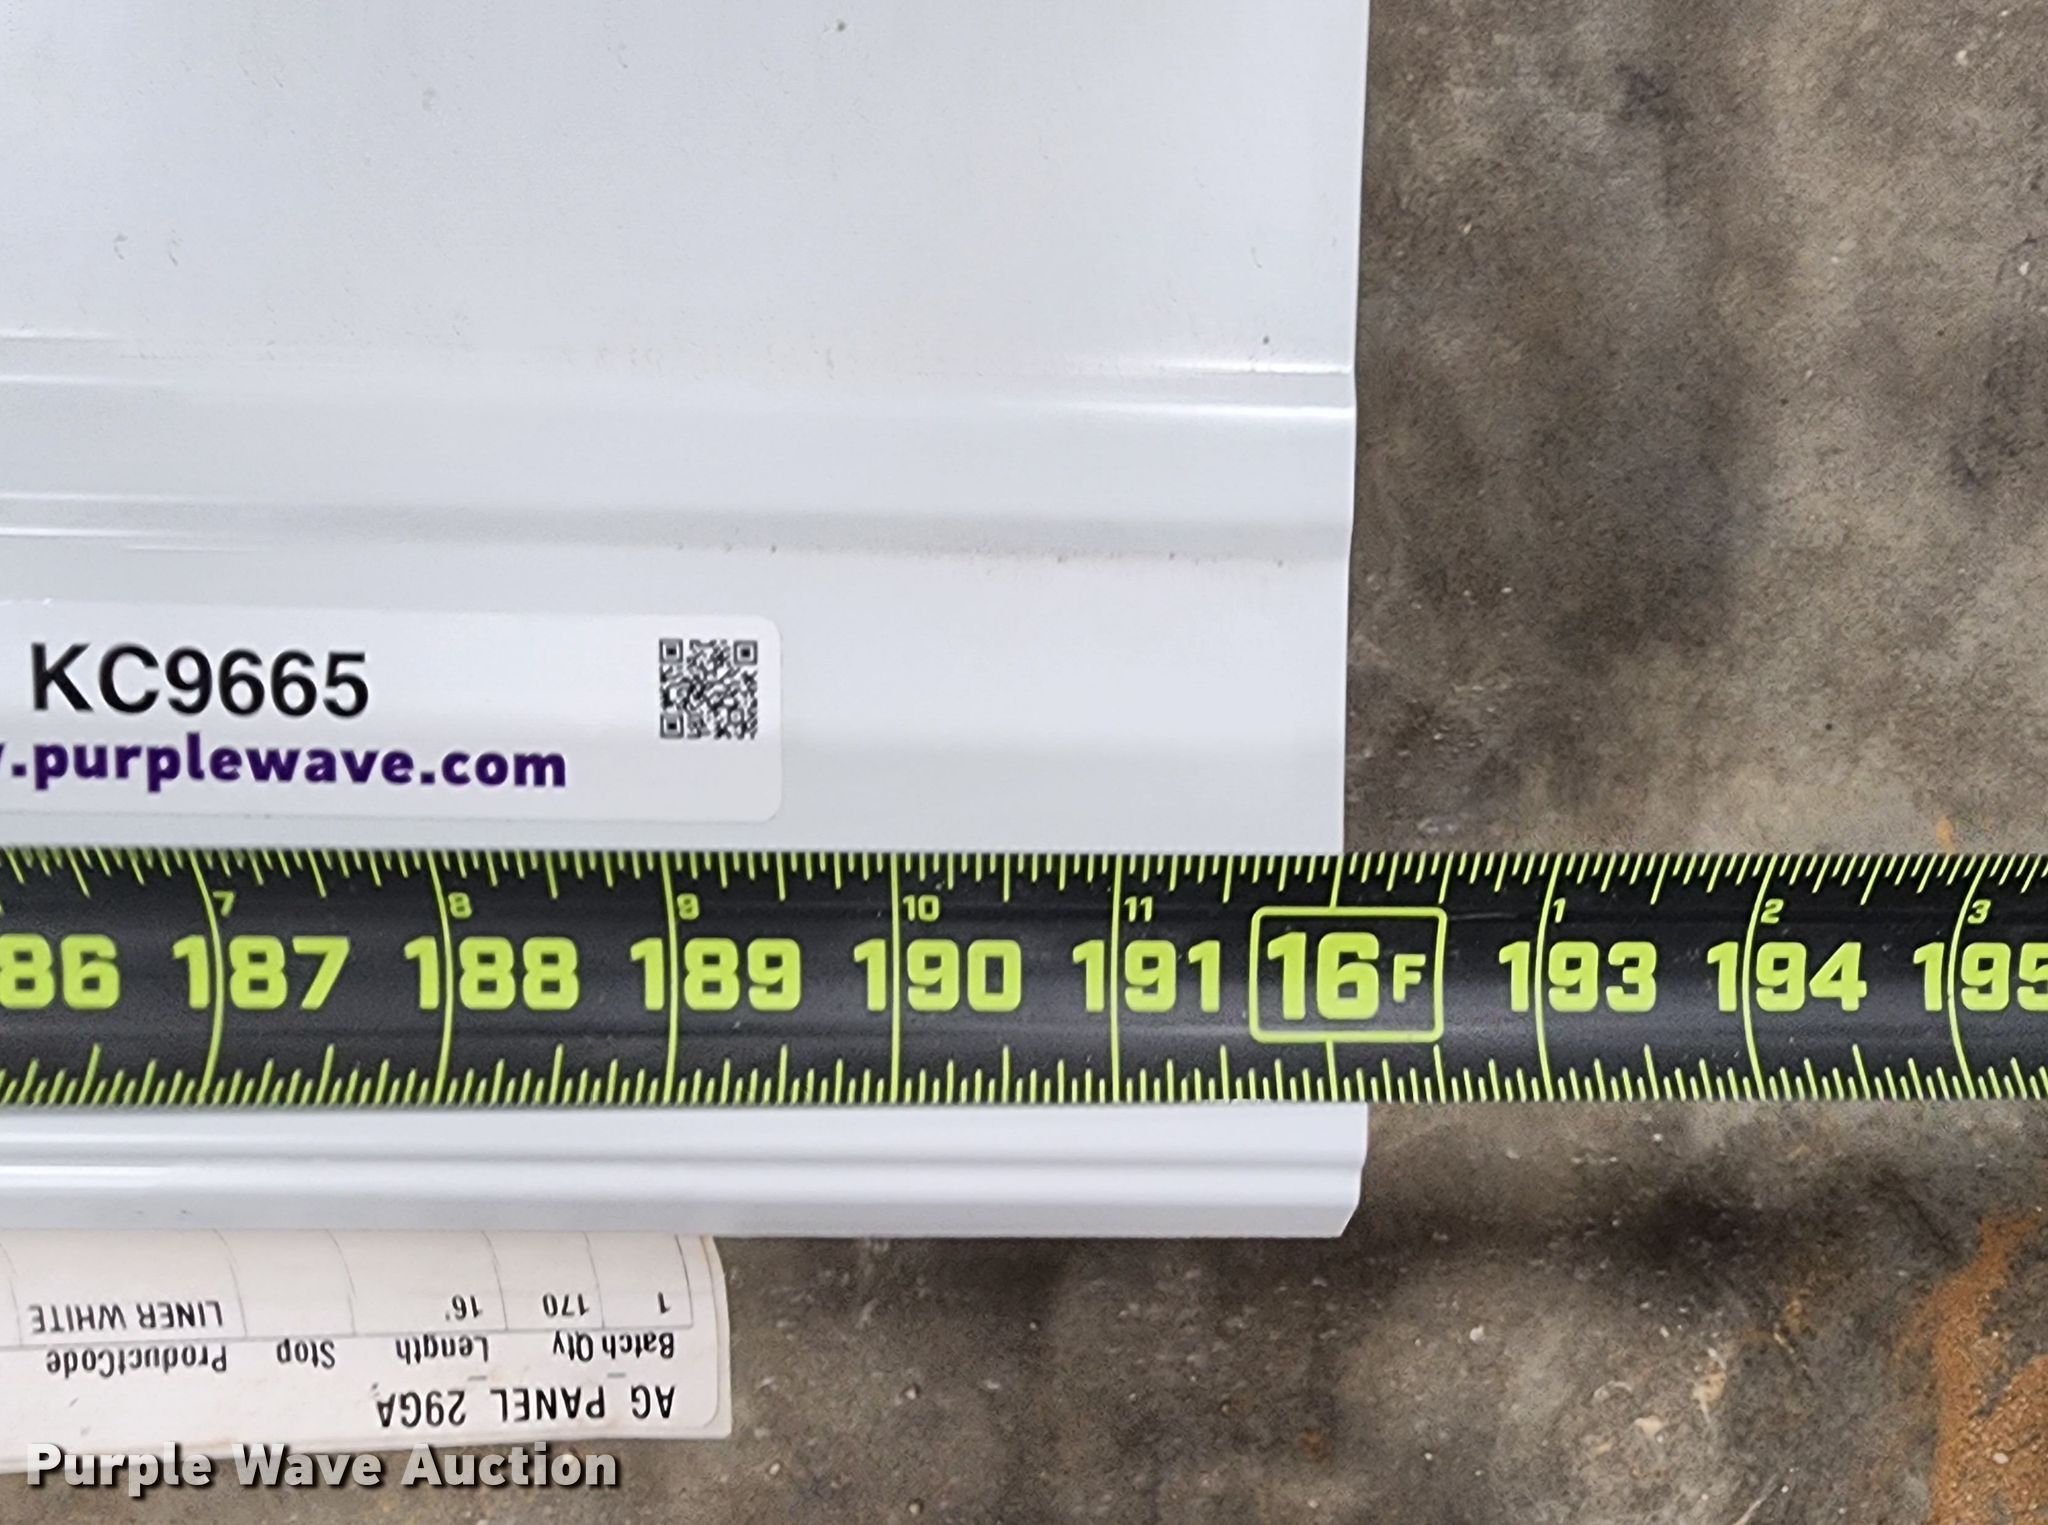 KC9665
.purplewave.com
7 8 9 10 11 1 2 3
86 187 188 189 190 191 16F 193 194 195
AG PANEL 29GA
Batch Qty Length Stop ProductCode
1 170 16' LINER WHITE
Purple Wave Auction